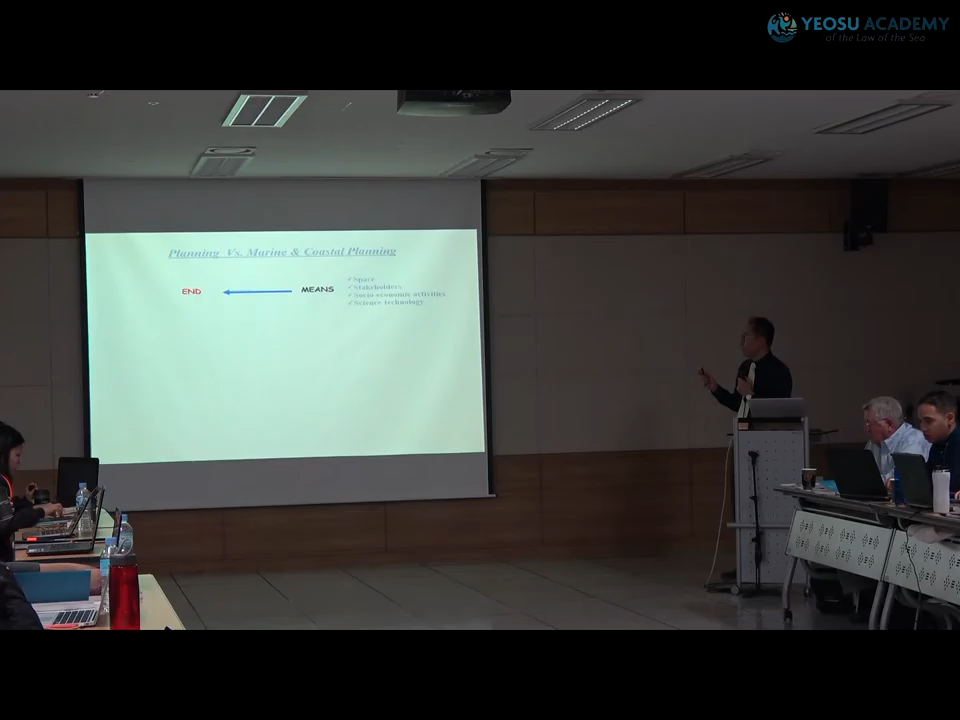 YEOSU ACADEMY
of the Law of the Sea
Planning Vs. Marine & Coastal Planning
END
MEANS
✓Space
✓Stakeholders
✓Socio-economic activities
✓Science technology